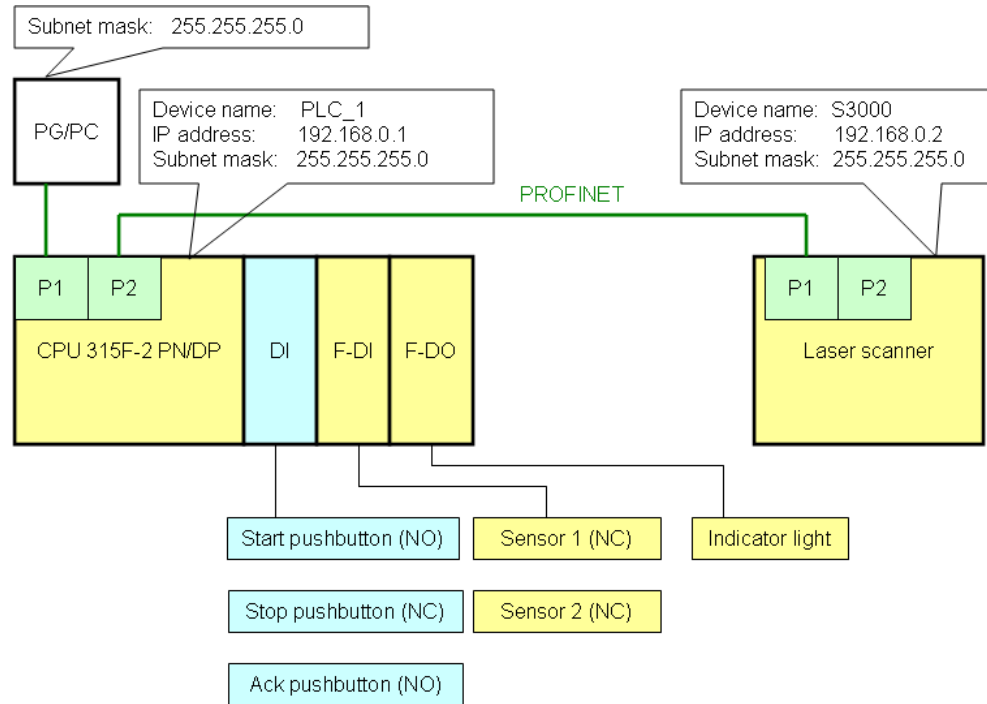 Subnet mask: 255.255.255.0
PG/PC
Device name: PLC_1
IP address: 192.168.0.1
Subnet mask: 255.255.255.0
Device name: S3000
IP address: 192.168.0.2
Subnet mask: 255.255.255.0
PROFINET
P1 P2
P1 P2
CPU 315F-2 PN/DP
DI
F-DI
F-DO
Laser scanner
Start pushbutton (NO)
Sensor 1 (NC)
Indicator light
Stop pushbutton (NC)
Sensor 2 (NC)
Ack pushbutton (NO)